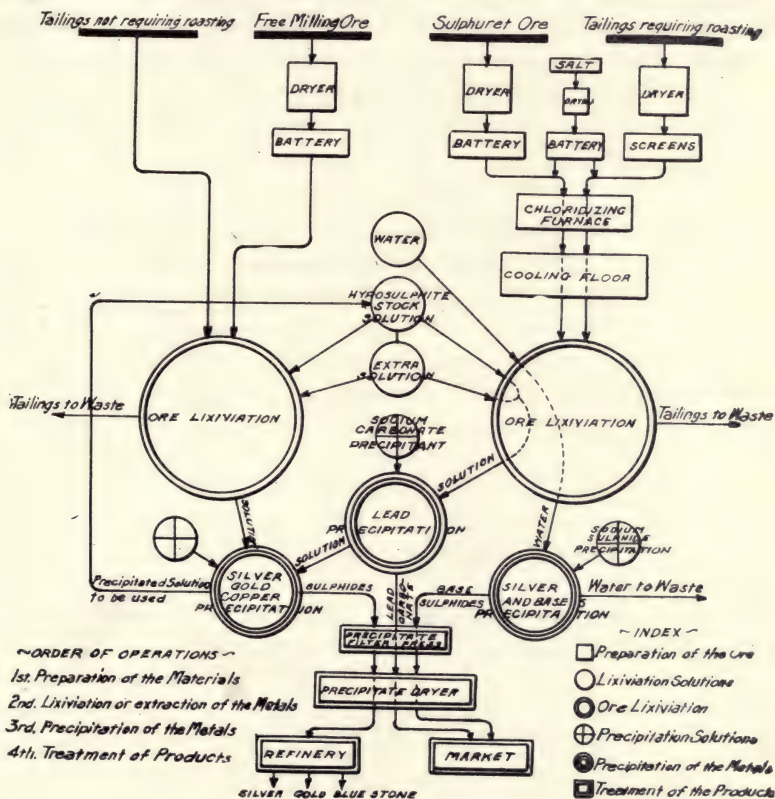 Tailings not requiring roasting
Free Milling Ore
Sulphuret Ore
Tailings requiring roasting
SALT
DRYER
DRYER
DRYER
DRYER
BATTERY
BATTERY
BATTERY
SCREENS
CHLORIDIZING
FURNACE
WATER
COOLING FLOOR
HYPOSULPHITE
STOCK
SOLUTION
EXTRA
SOLUTION
Tailings to Waste
ORE LIXIVIATION
ORE LIXIVIATION
Tailings to Waste
SODIUM
CARBONATE
PRECIPITANT
SOLUTION
SOLUTION
LEAD
PRECIPITATION
SOLUTION
WATER
SODIUM
SULPHIDE
PRECIPITATION
Precipitated Solution
to be used
SILVER
GOLD
COPPER
PRECIPITATION
SULPHIDES
LEAD
CARBO-
NATE
BASE
SULPHIDES
SILVER
AND BASES
PRECIPITATION
Water to Waste
PRECIPITATE
FILTER PRESS
PRECIPITATE DRYER
REFINERY
MARKET
SILVER GOLD BLUE STONE
~ORDER OF OPERATIONS~
1st. Preparation of the Materials
2nd. Lixiviation or extraction of the Metals
3rd. Precipitation of the Metals
4th. Treatment of Products
~INDEX~
Preparation of the Ore
Lixiviation Solutions
Ore Lixiviation
Precipitation Solutions
Precipitation of the Metals
Treatment of the Products